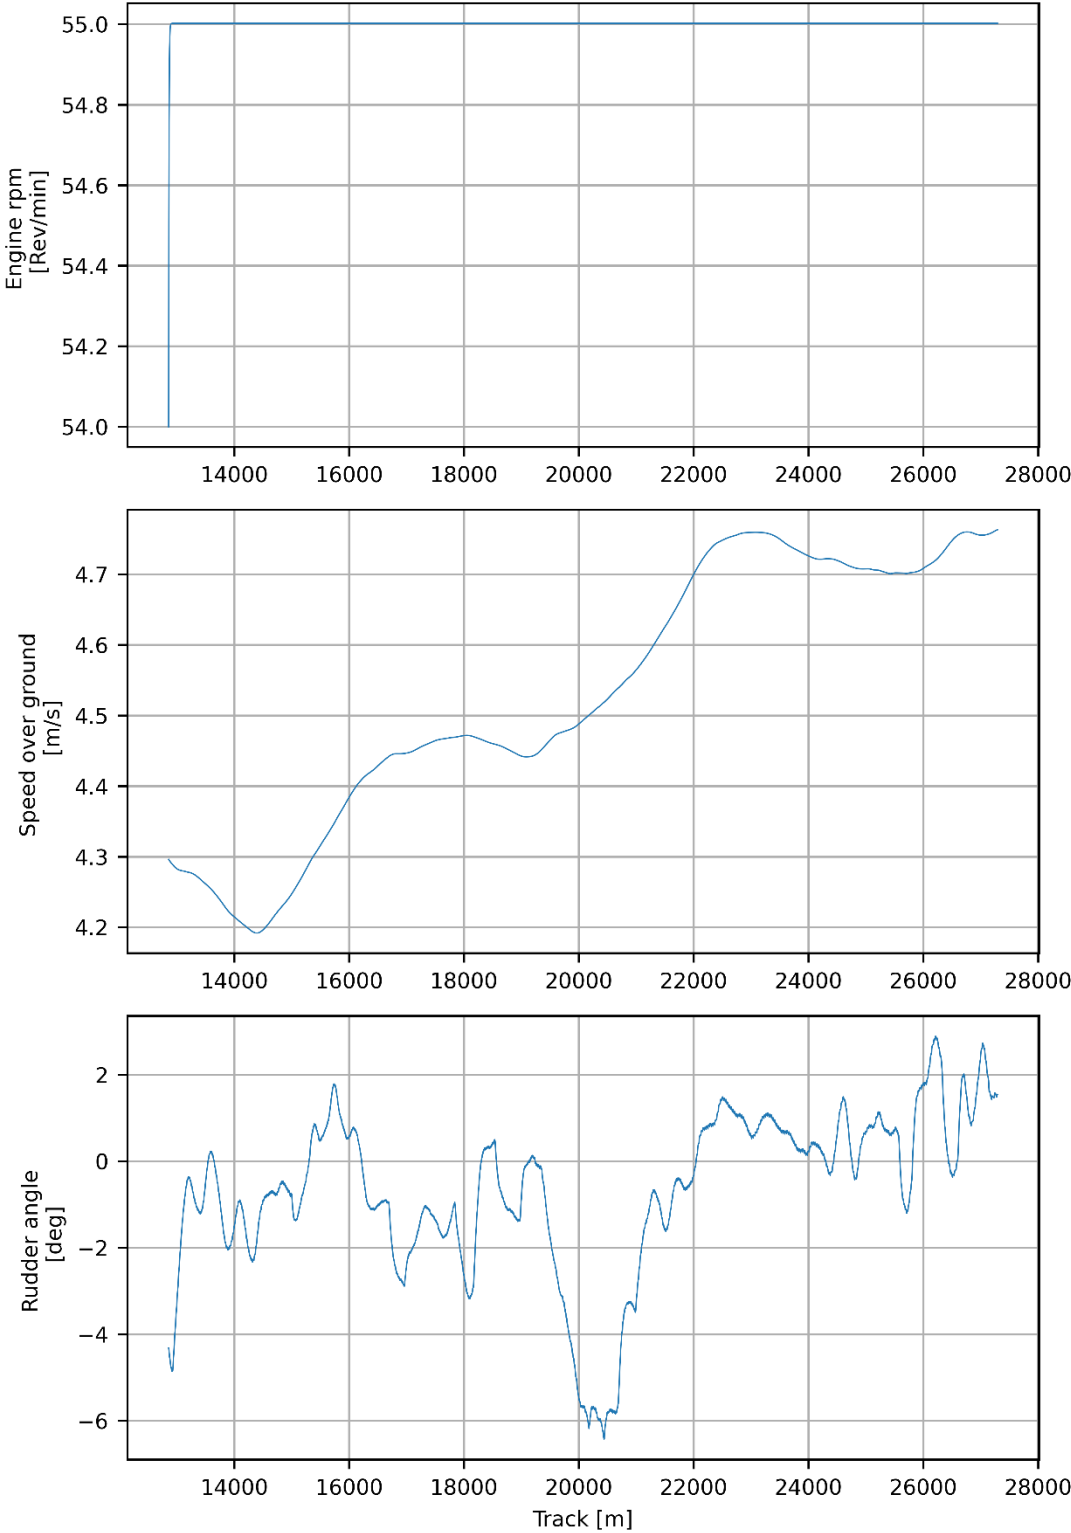 55.0
54.8
54.6
54.4
54.2
54.0
Engine rpm
[Rev/min]
14000 16000 18000 20000 22000 24000 26000 28000
4.7
4.6
4.5
4.4
4.3
4.2
Speed over ground
[m/s]
14000 16000 18000 20000 22000 24000 26000 28000
2
0
−2
−4
−6
Rudder angle
[deg]
14000 16000 18000 20000 22000 24000 26000 28000
Track [m]